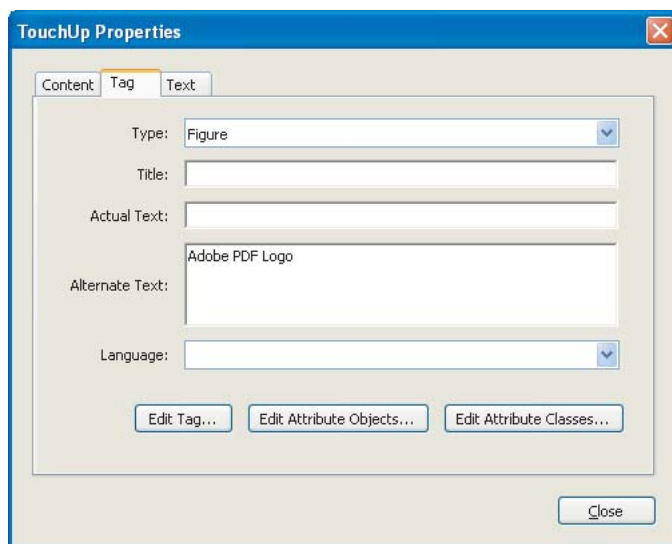 TouchUp Properties
Content Tag Text
Type: Figure
Title:
Actual Text:
Adobe PDF Logo
Alternate Text:
Language:
Edit Tag... Edit Attribute Objects... Edit Attribute Classes...
Close